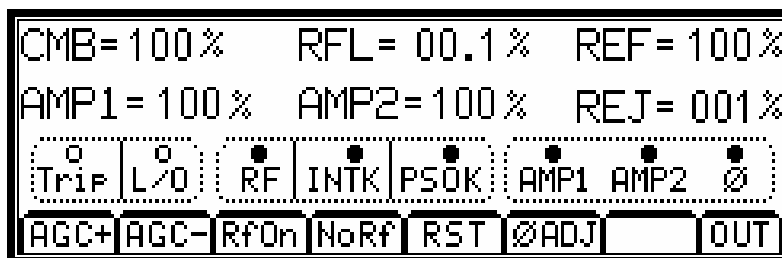 CMB= 100% RFL= 00.1% REF= 100%
AMP1= 100% AMP2=100% REJ= 001%
Trip L/O RF INTK PSOK AMP1 AMP2 Ø
AGC+ AGC- RfOn NoRf RST ØADJ OUT